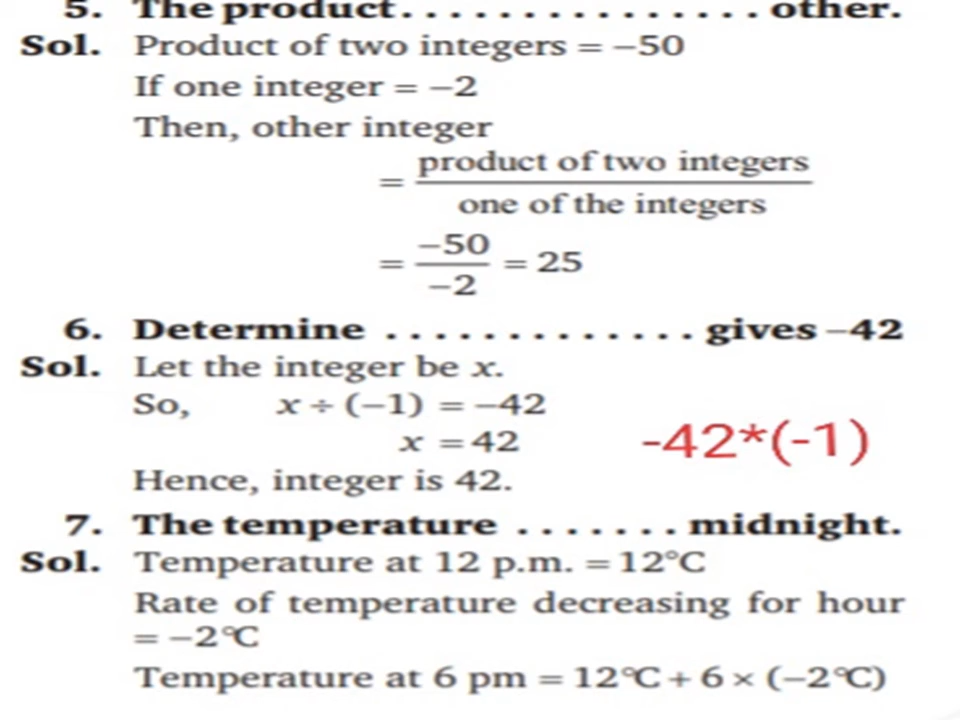 5. The product. . . . . . . . . . . . . . . other.
Sol. Product of two integers = −50
If one integer = −2
Then, other integer
= product of two integers / one of the integers
= −50 / −2 = 25
6. Determine . . . . . . . . . . . . . gives −42
Sol. Let the integer be x.
So, x ÷ (−1) = −42
x = 42 -42*(-1)
Hence, integer is 42.
7. The temperature . . . . . . . midnight.
Sol. Temperature at 12 p.m. = 12°C
Rate of temperature decreasing for hour
= −2°C
Temperature at 6 pm = 12°C + 6 × (−2°C)